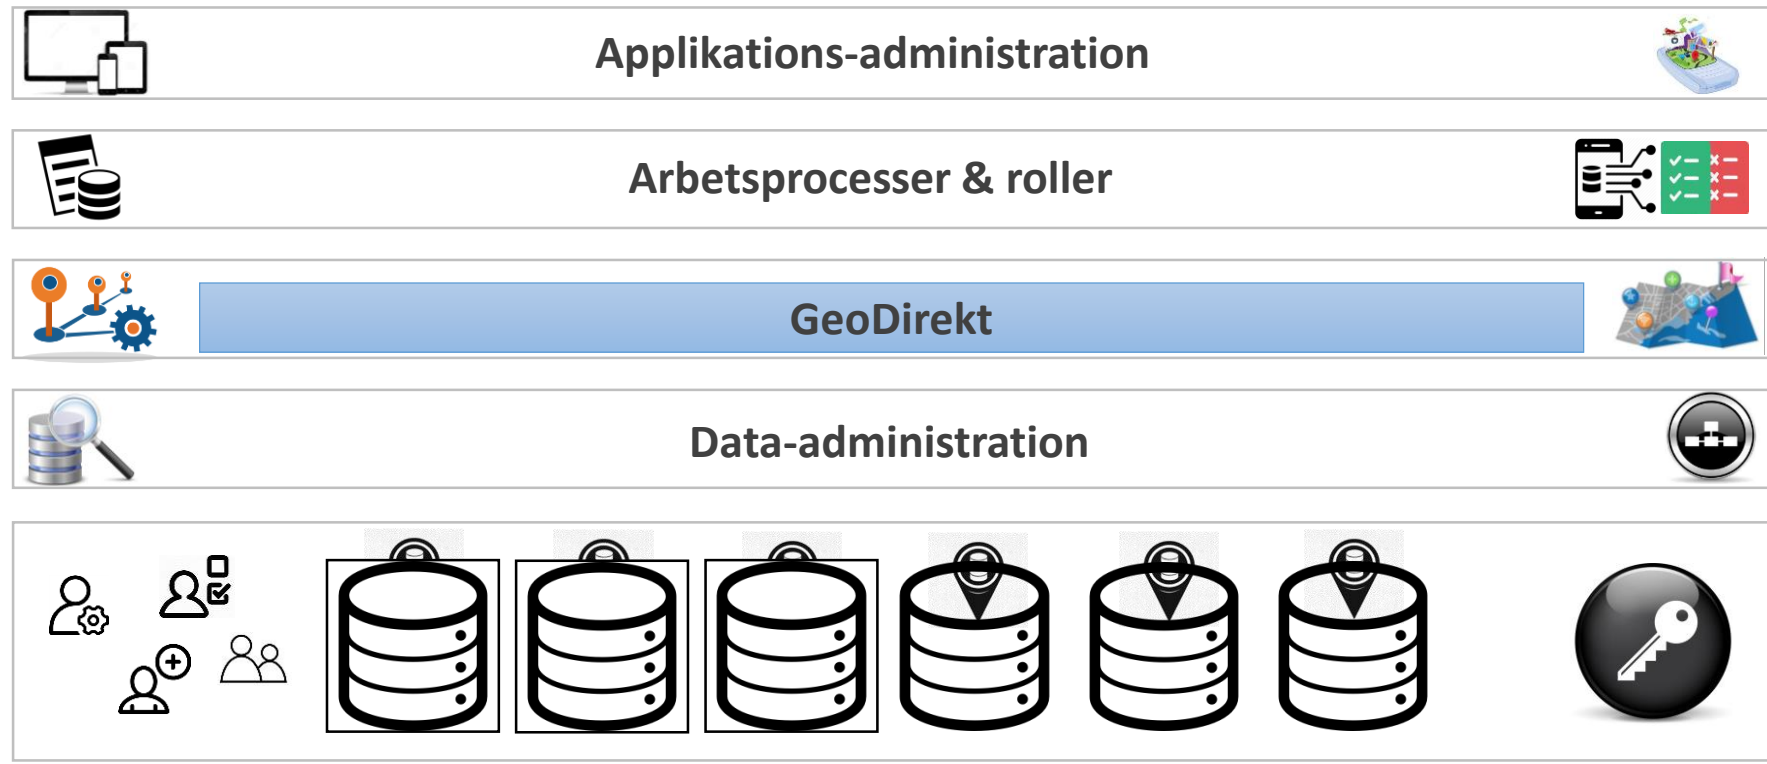 Applikations-administration
Arbetsprocesser & roller
GeoDirekt
Data-administration